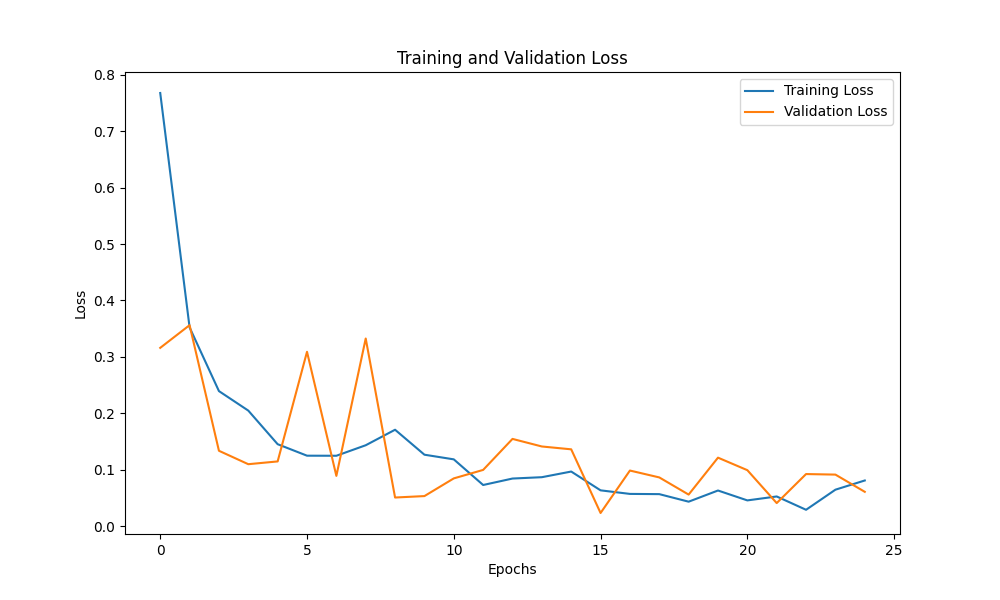 Training and Validation Loss
Training Loss
Validation Loss
Loss
0.8
0.7
0.6
0.5
0.4
0.3
0.2
0.1
0.0
0 5 10 15 20 25
Epochs